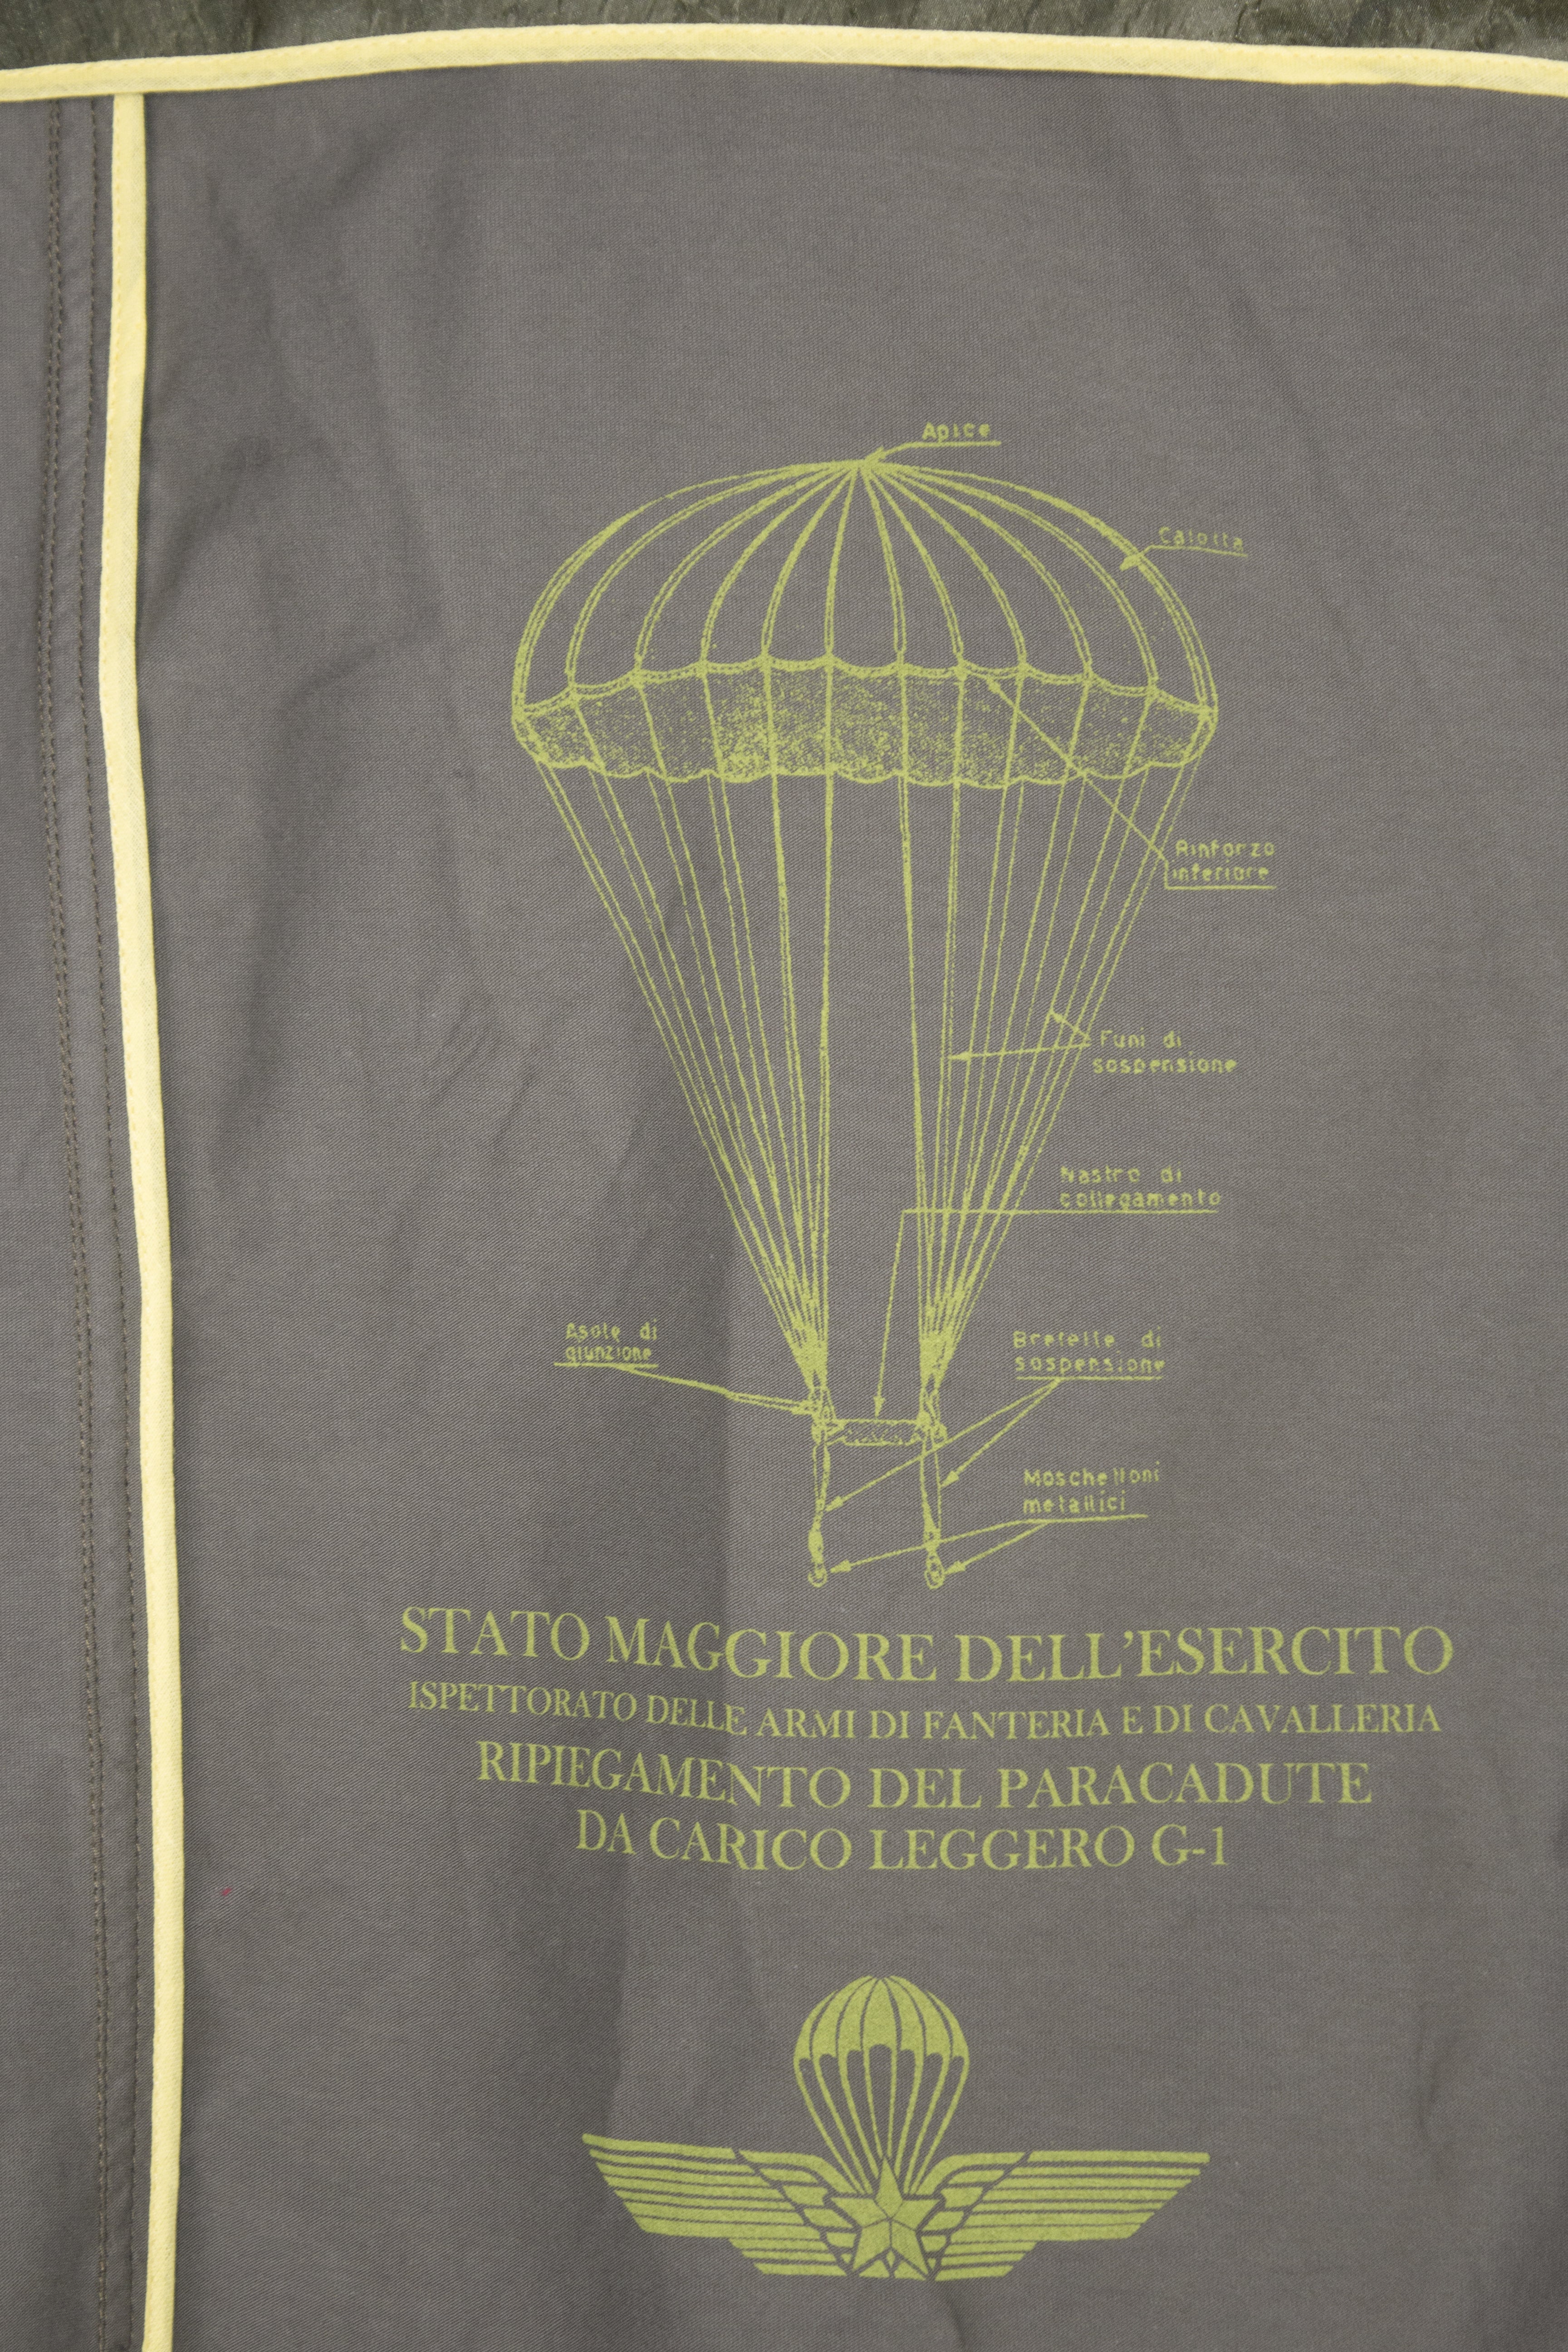 Apice
Calotta
Rinforzo
inferiore
Funi di
sospensione
Nastro di
collegamento
Asole di
giunzione
Bretelle di
sospensione
Moschettoni
metallici
STATO MAGGIORE DELL'ESERCITO
ISPETTORATO DELLE ARMI DI FANTERIA E DI CAVALLERIA
RIPIEGAMENTO DEL PARACADUTE
DA CARICO LEGGERO G-1